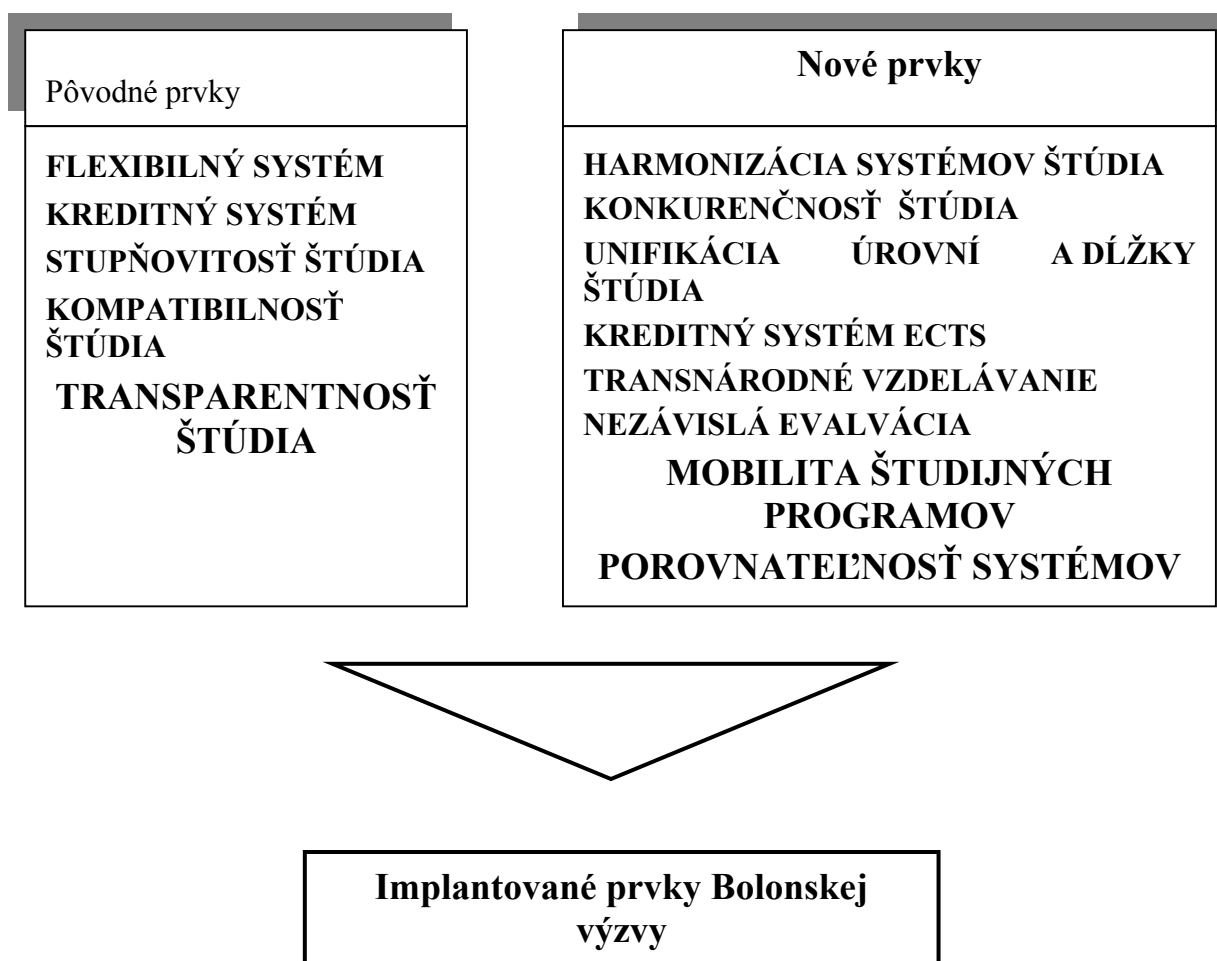 Pôvodné prvky
FLEXIBILNÝ SYSTÉM
KREDITNÝ SYSTÉM
STUPŇOVITOSŤ ŠTÚDIA
KOMPATIBILNOSŤ
ŠTÚDIA
TRANSPARENTNOSŤ
ŠTÚDIA
Nové prvky
HARMONIZÁCIA SYSTÉMOV ŠTÚDIA
KONKURENČNOSŤ ŠTÚDIA
UNIFIKÁCIA ÚROVNÍ A DĹŽKY
ŠTÚDIA
KREDITNÝ SYSTÉM ECTS
TRANSNÁRODNÉ VZDELÁVANIE
NEZÁVISLÁ EVALVÁCIA
MOBILITA ŠTUDIJNÝCH
PROGRAMOV
POROVNATEĽNOSŤ SYSTÉMOV
Implantované prvky Bolonskej
výzvy